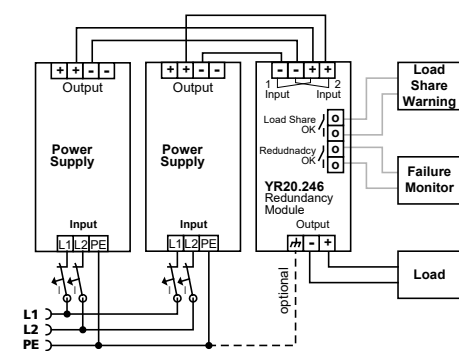 + + - -
Output
Power
Supply
Input
L1 L2 PE
I
I
+ + - -
Output
Power
Supply
Input
L1 L2 PE
I
I
- - + +
1 2
Input Input
Load Share
OK
Redudnadcy
OK
YR20.246
Redundancy
Module
Output
- +
optional
Load
Share
Warning
Failure
Monitor
Load
L1
L2
PE